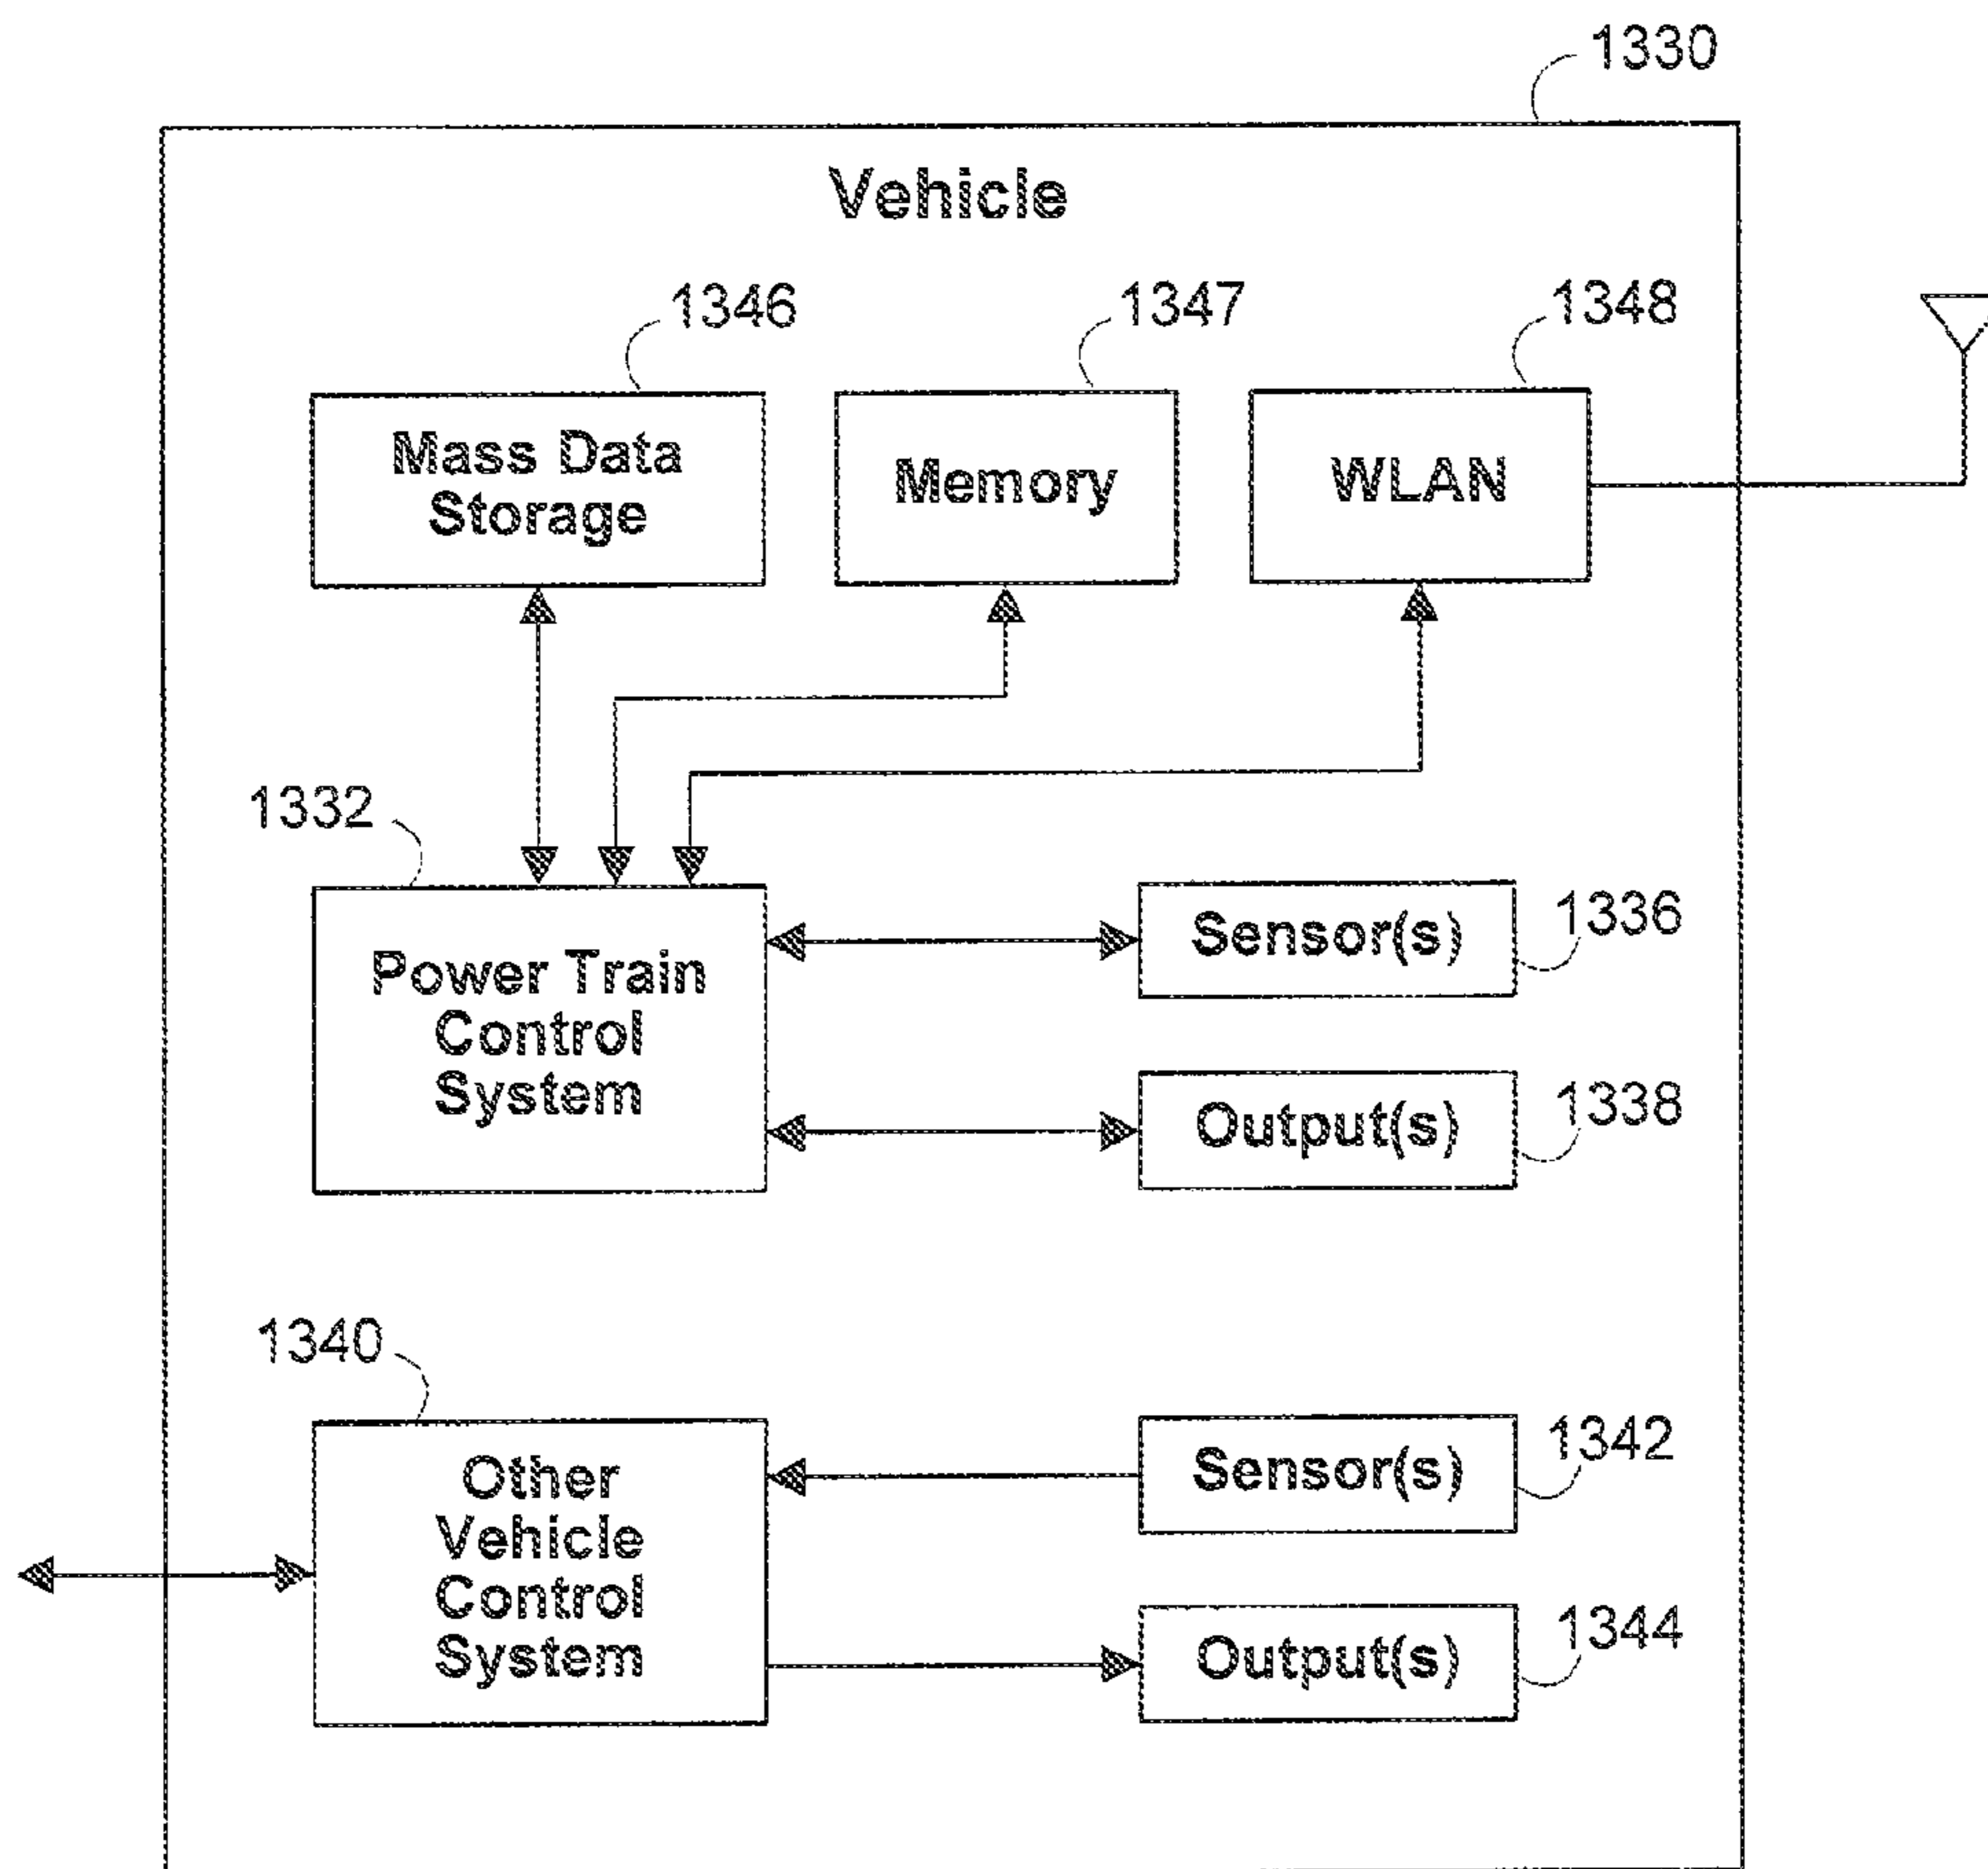 1330
Vehicle
1346
1347
1348
Mass Data
Storage
Memory
WLAN
1332
Power Train
Control
System
Sensor(s)
1336
Output(s)
1338
1340
Other
Vehicle
Control
System
Sensor(s)
1342
Output(s)
1344